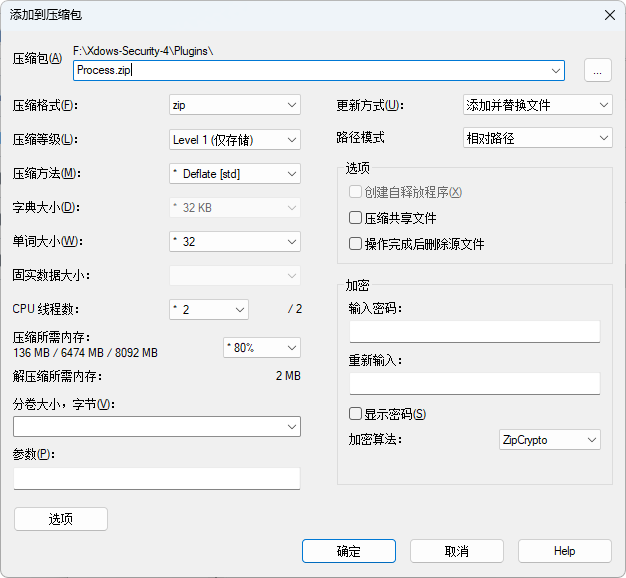 添加到压缩包
压缩包(A)
F:\Xdows-Security-4\Plugins\
Process.zip
...
压缩格式(F):
zip
更新方式(U):
添加并替换文件
压缩等级(L):
Level 1 (仅存储)
路径模式
相对路径
压缩方法(M):
* Deflate [std]
选项
创建自释放程序(X)
字典大小(D):
* 32 KB
压缩共享文件
单词大小(W):
* 32
操作完成后删除源文件
固实数据大小:
加密
CPU 线程数:
* 2
/ 2
输入密码:
压缩所需内存:
136 MB / 6474 MB / 8092 MB
* 80%
重新输入:
解压缩所需内存:
2 MB
分卷大小，字节(V):
显示密码(S)
加密算法:
ZipCrypto
参数(P):
选项
确定
取消
Help